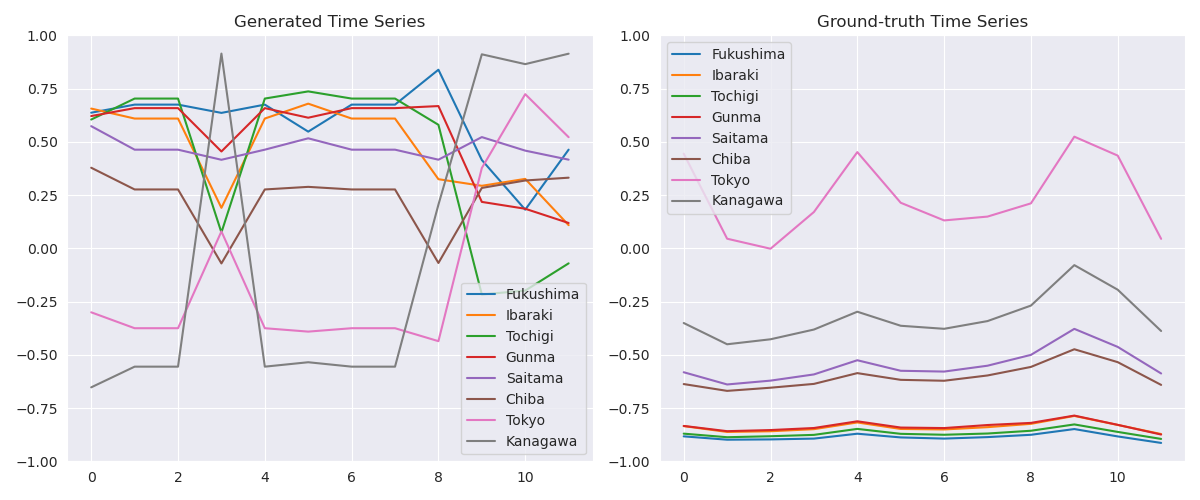 Generated Time Series
1.00
0.75
0.50
0.25
0.00
−0.25
−0.50
−0.75
−1.00
0 2 4 6 8 10
Fukushima
Ibaraki
Tochigi
Gunma
Saitama
Chiba
Tokyo
Kanagawa
Ground-truth Time Series
1.00
0.75
0.50
0.25
0.00
−0.25
−0.50
−0.75
−1.00
0 2 4 6 8 10
Fukushima
Ibaraki
Tochigi
Gunma
Saitama
Chiba
Tokyo
Kanagawa